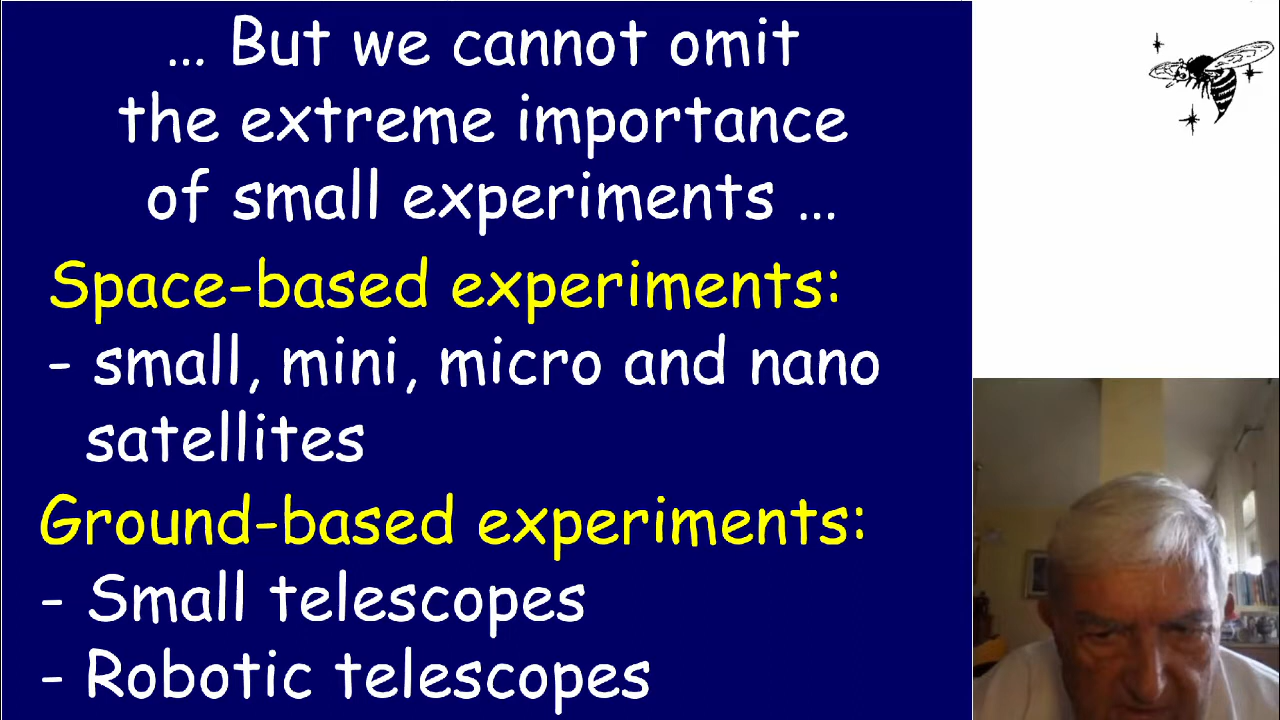 … But we cannot omit
the extreme importance
of small experiments …
Space-based experiments:
- small, mini, micro and nano
satellites
Ground-based experiments:
- Small telescopes
- Robotic telescopes